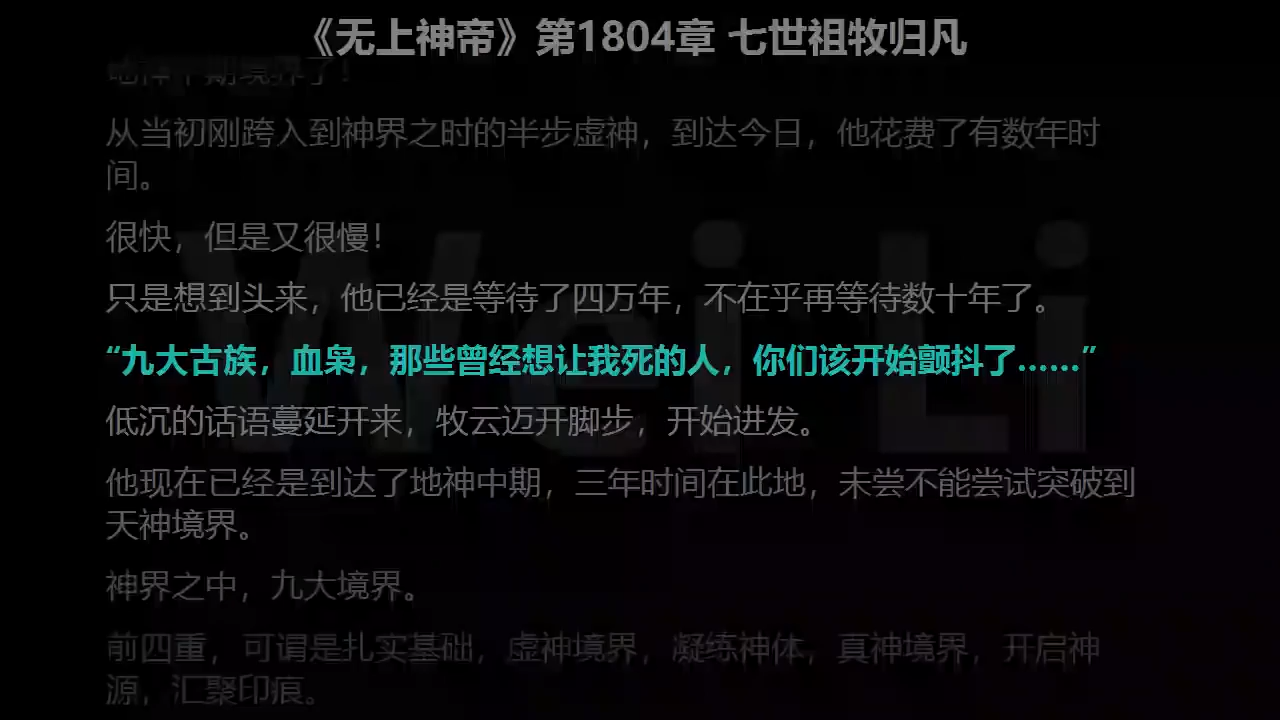 《无上神帝》第1804章 七世祖牧归凡
地神中期境界了！
从当初刚跨入到神界之时的半步虚神，到达今日，他花费了有数年时
间。
很快，但是又很慢！
只是想到头来，他已经是等待了四万年，不在乎再等待数十年了。
“九大古族，血枭，那些曾经想让我死的人，你们该开始颤抖了……”
低沉的话语蔓延开来，牧云迈开脚步，开始进发。
他现在已经是到达了地神中期，三年时间在此地，未尝不能尝试突破到
天神境界。
神界之中，九大境界。
前四重，可谓是扎实基础，虚神境界，凝练神体，真神境界，开启神
源，汇聚印痕。
Wei Li